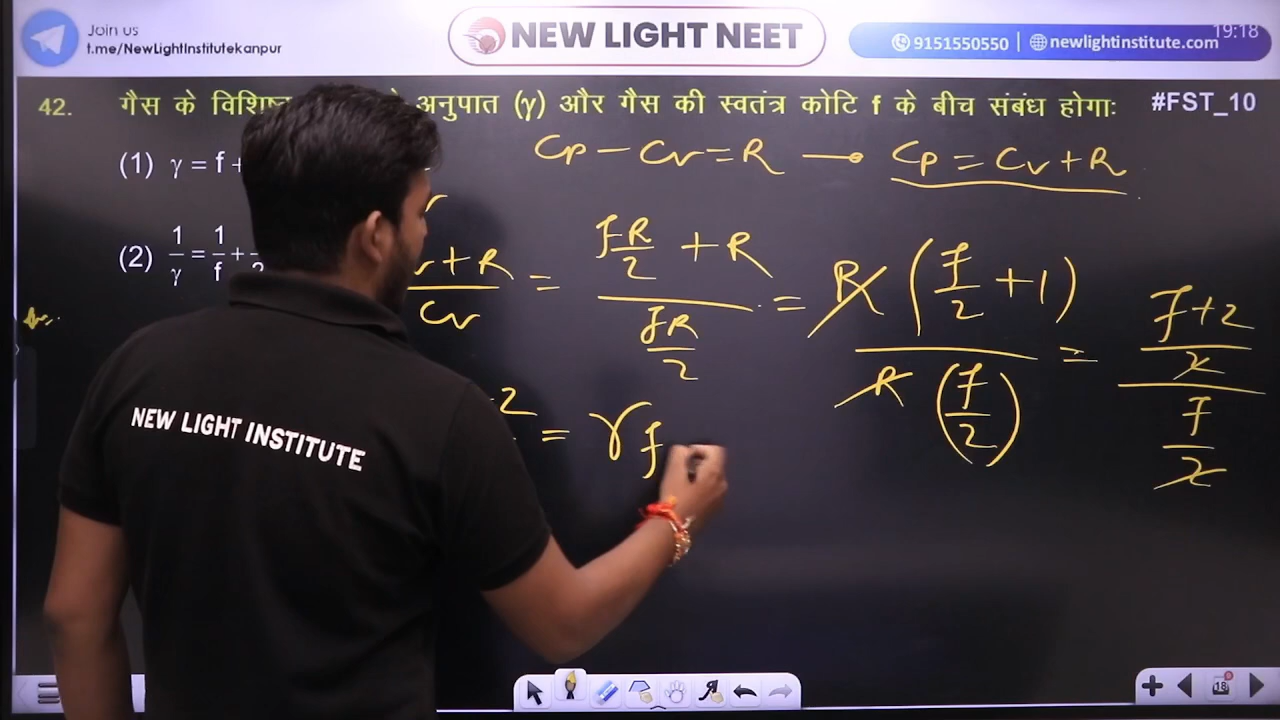 Join us
t.me/NewLightInstitutekanpur
NEW LIGHT NEET
9151550550 | newlightinstitute.com
19:18
42. गैस के अनुपात (γ) और गैस की स्वतंत्र कोटि f के बीच संबंध होगाः
#FST_10
(1) γ = f+
Cp - Cv = R → Cp = Cv + R
(2) 1/γ = 1/f +
+ R / Cv = (fR/2 + R) / (fR/2) = R (f/2 + 1) / R (f/2) = ((f+2)/2) / (f/2)
2 = γf
NEW LIGHT INSTITUTE
18